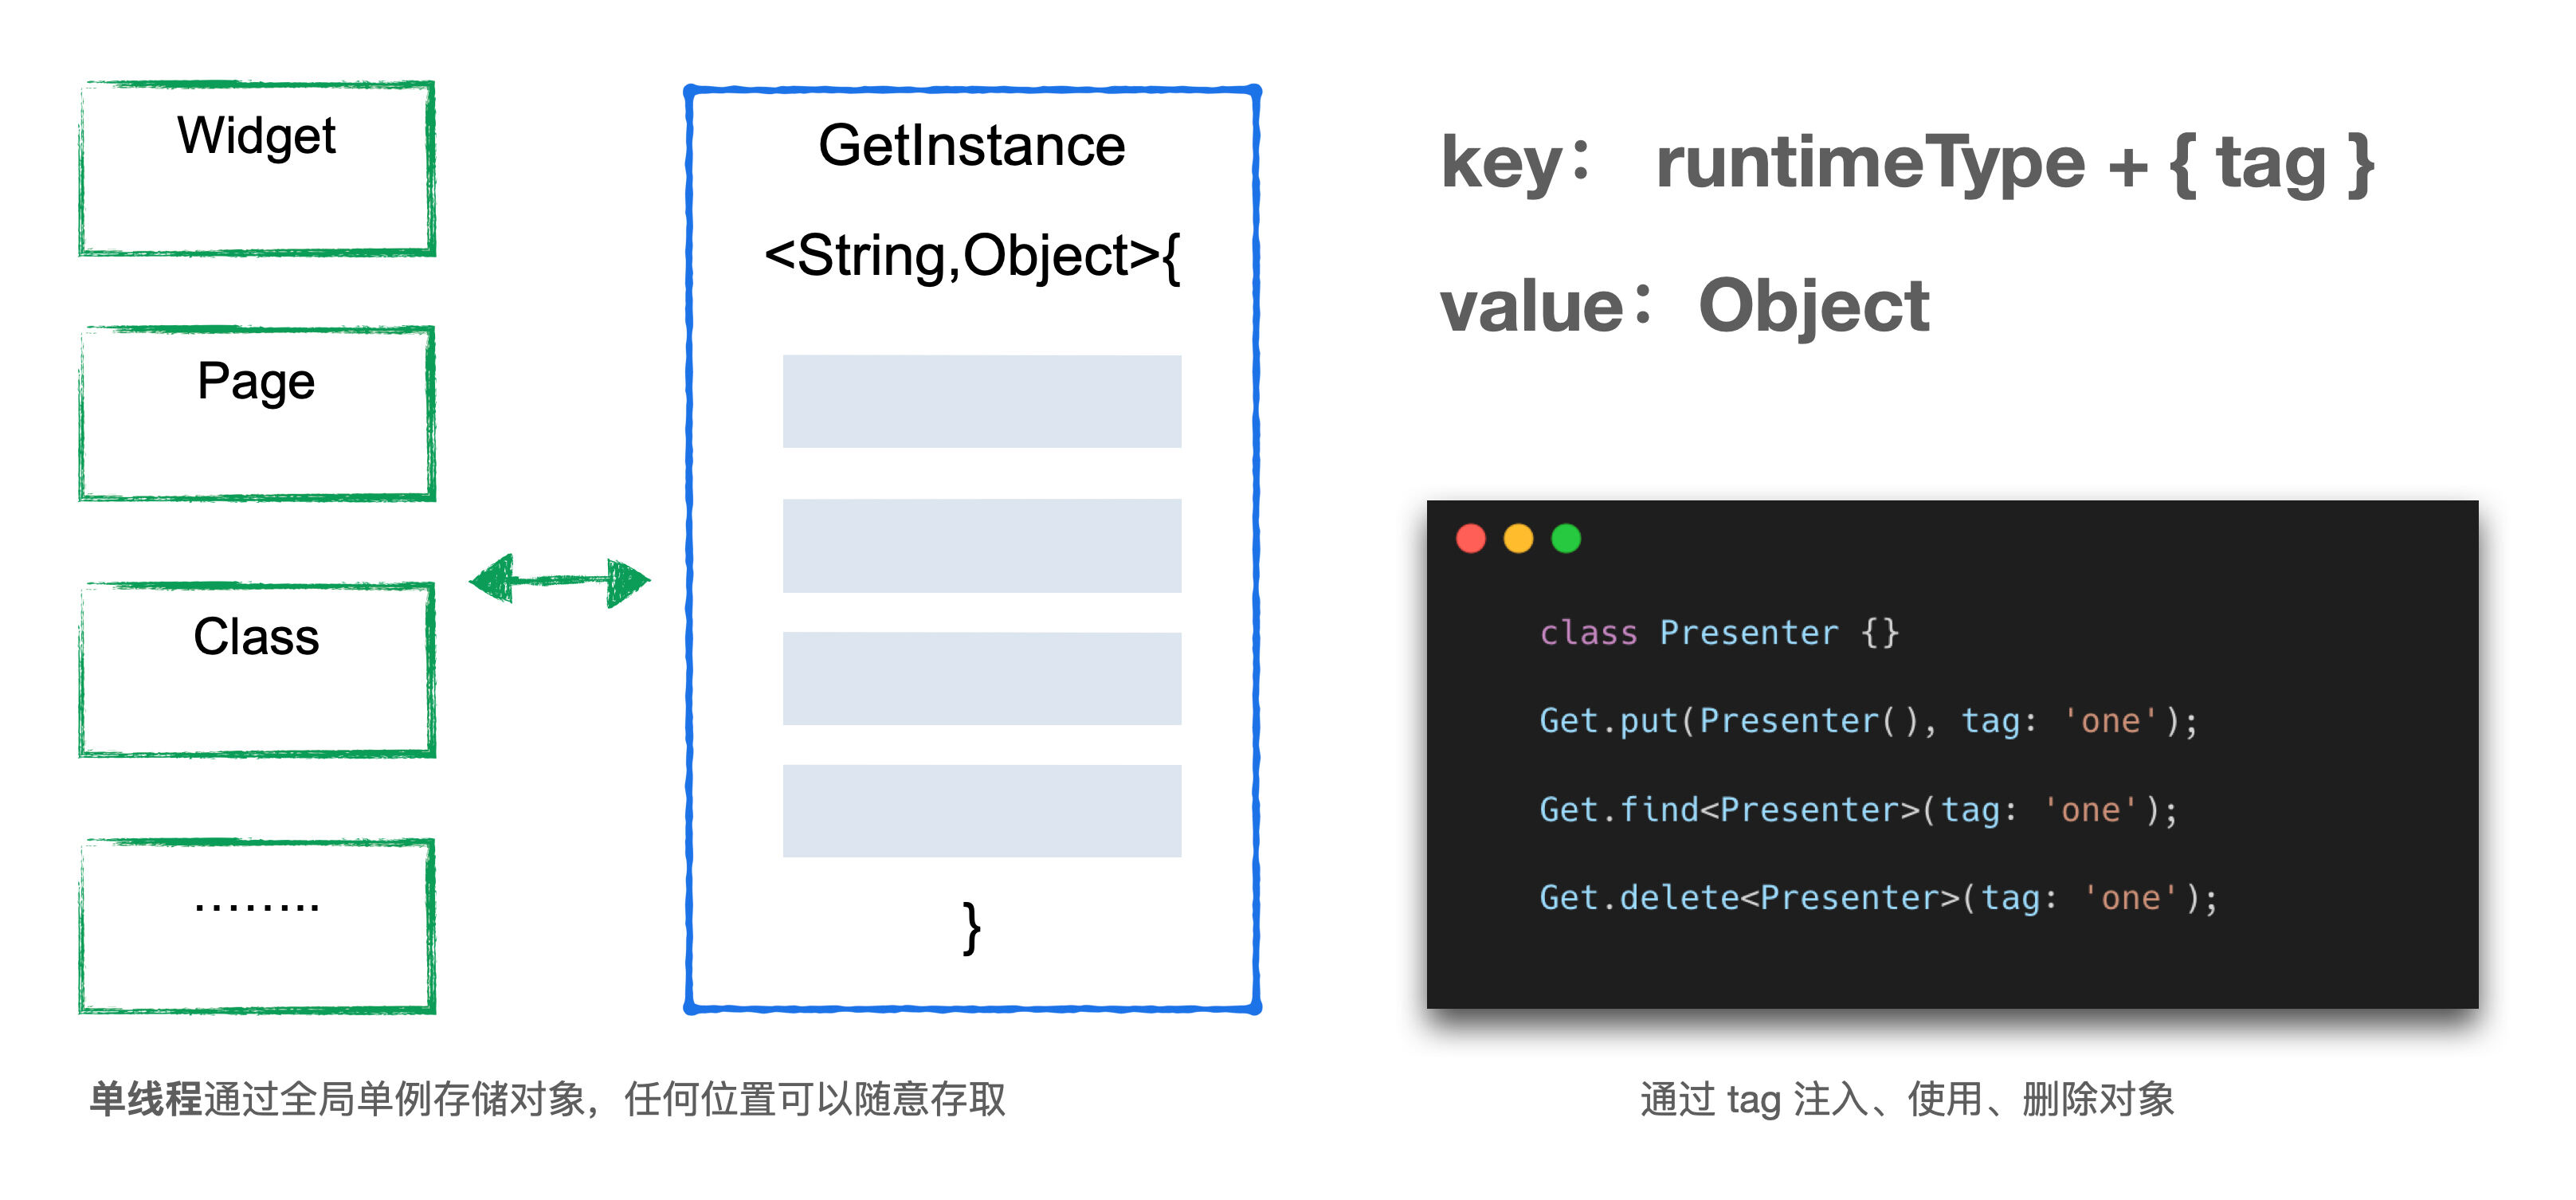 Widget
Page
Class
........
GetInstance
<String,Object>{
}
key： runtimeType + { tag }
value：Object
class Presenter {}
Get.put(Presenter(), tag: 'one');
Get.find<Presenter>(tag: 'one');
Get.delete<Presenter>(tag: 'one');
单线程通过全局单例存储对象，任何位置可以随意存取
通过 tag 注入、使用、删除对象